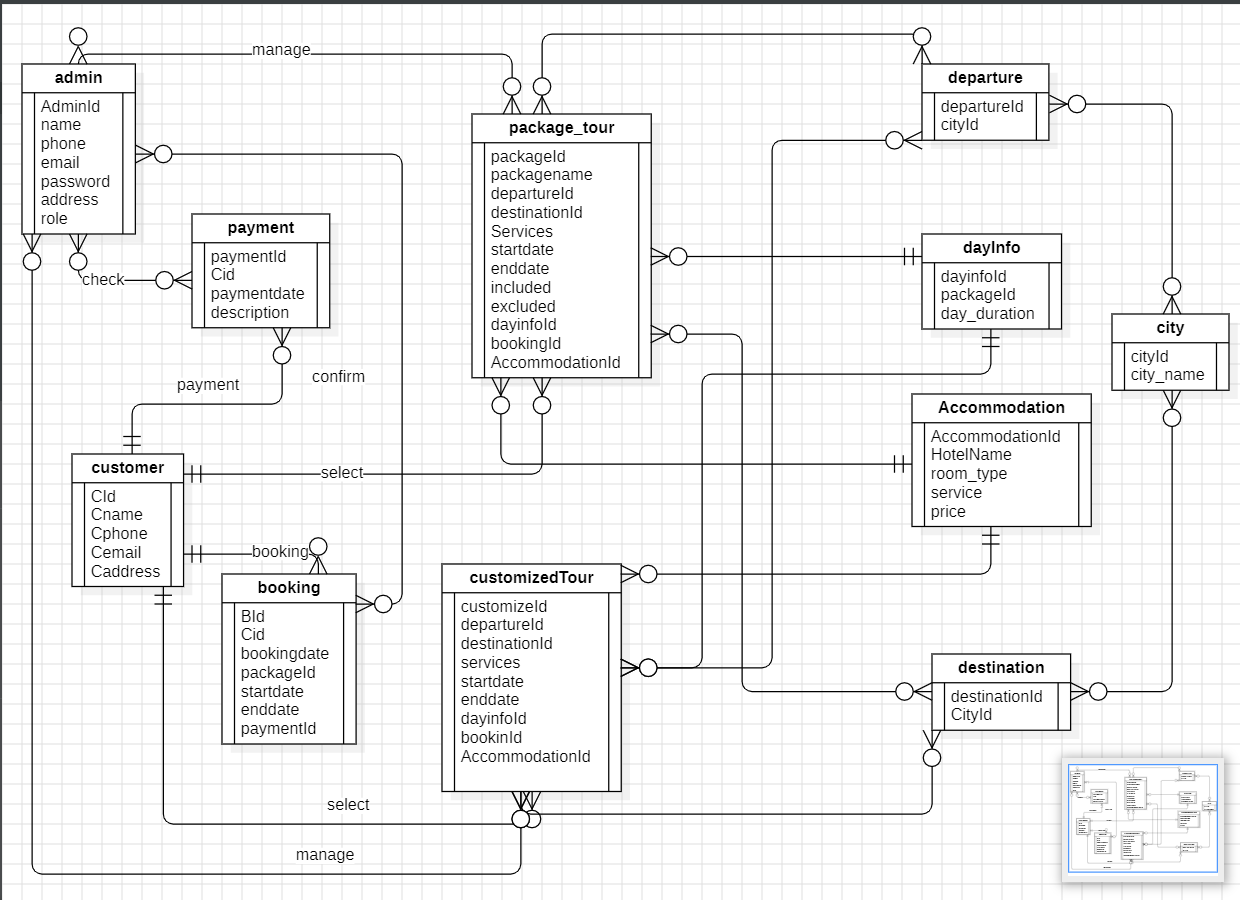 manage
admin
AdminId
name
phone
email
password
address
role
check
payment
paymentId
Cid
paymentdate
description
payment
confirm
package_tour
packageId
packagename
departureId
destinationId
Services
startdate
enddate
included
excluded
dayinfoId
bookingId
AccommodationId
departure
departureId
cityId
dayInfo
dayinfoId
packageId
day_duration
city
cityId
city_name
Accommodation
AccommodationId
HotelName
room_type
service
price
customer
CId
Cname
Cphone
Cemail
Caddress
select
booking
booking
BId
Cid
bookingdate
packageId
startdate
enddate
paymentId
customizedTour
customizeId
departureId
destinationId
services
startdate
enddate
dayinfoId
bookinId
AccommodationId
destination
destinationId
CityId
select
manage